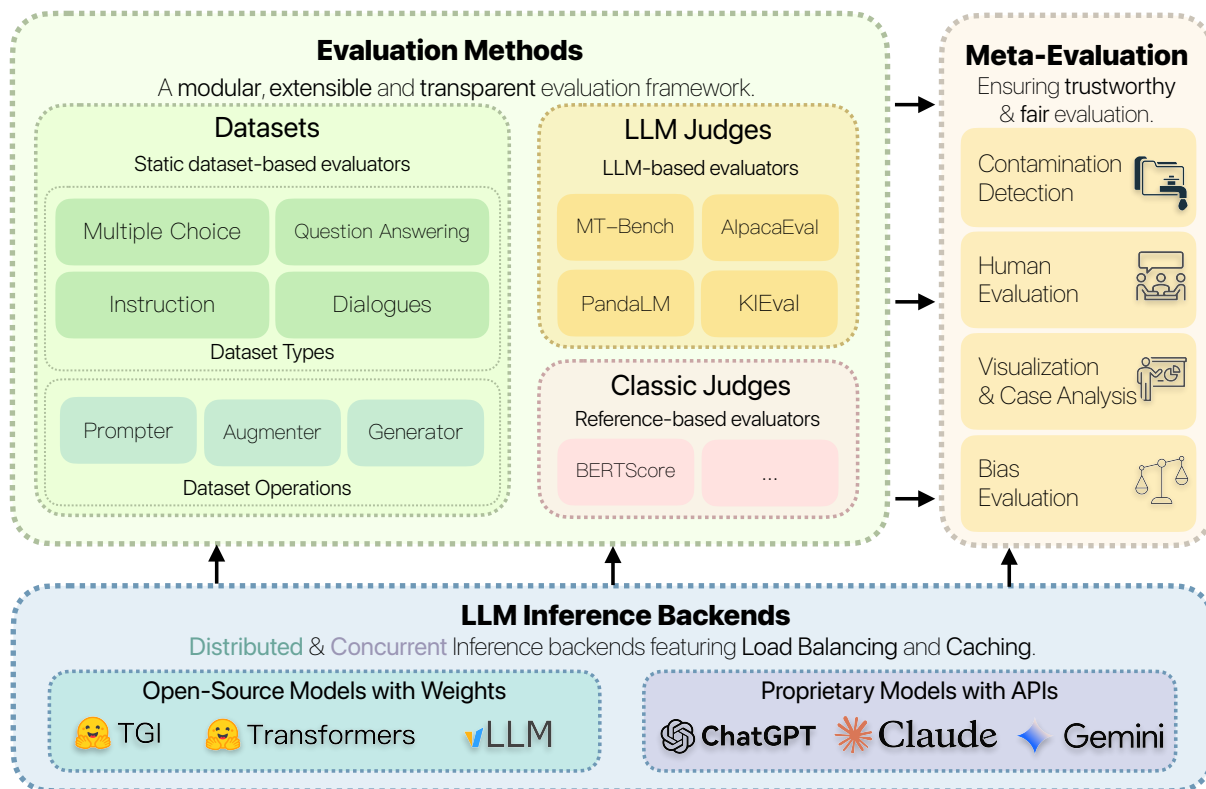 Evaluation Methods
A modular, extensible and transparent evaluation framework.
Datasets
Static dataset-based evaluators
Multiple Choice
Question Answering
Instruction
Dialogues
Dataset Types
Prompter
Augmenter
Generator
Dataset Operations
LLM Judges
LLM-based evaluators
MT-Bench
AlpacaEval
PandaLM
KIEval
Classic Judges
Reference-based evaluators
BERTScore
...
Meta-Evaluation
Ensuring trustworthy
& fair evaluation.
Contamination
Detection
Human
Evaluation
Visualization
& Case Analysis
Bias
Evaluation
LLM Inference Backends
Distributed & Concurrent Inference backends featuring Load Balancing and Caching.
Open-Source Models with Weights
TGI
Transformers
vLLM
Proprietary Models with APIs
ChatGPT
Claude
Gemini